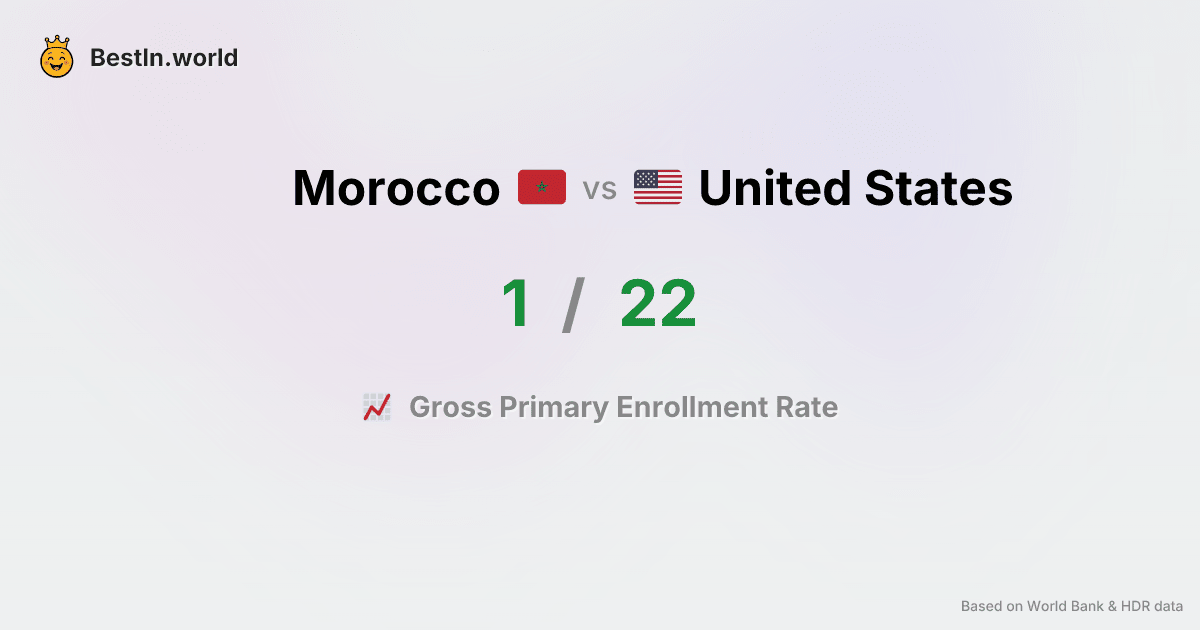 BestIn.world
Morocco vs United States
1 / 22
Gross Primary Enrollment Rate
Based on World Bank & HDR data